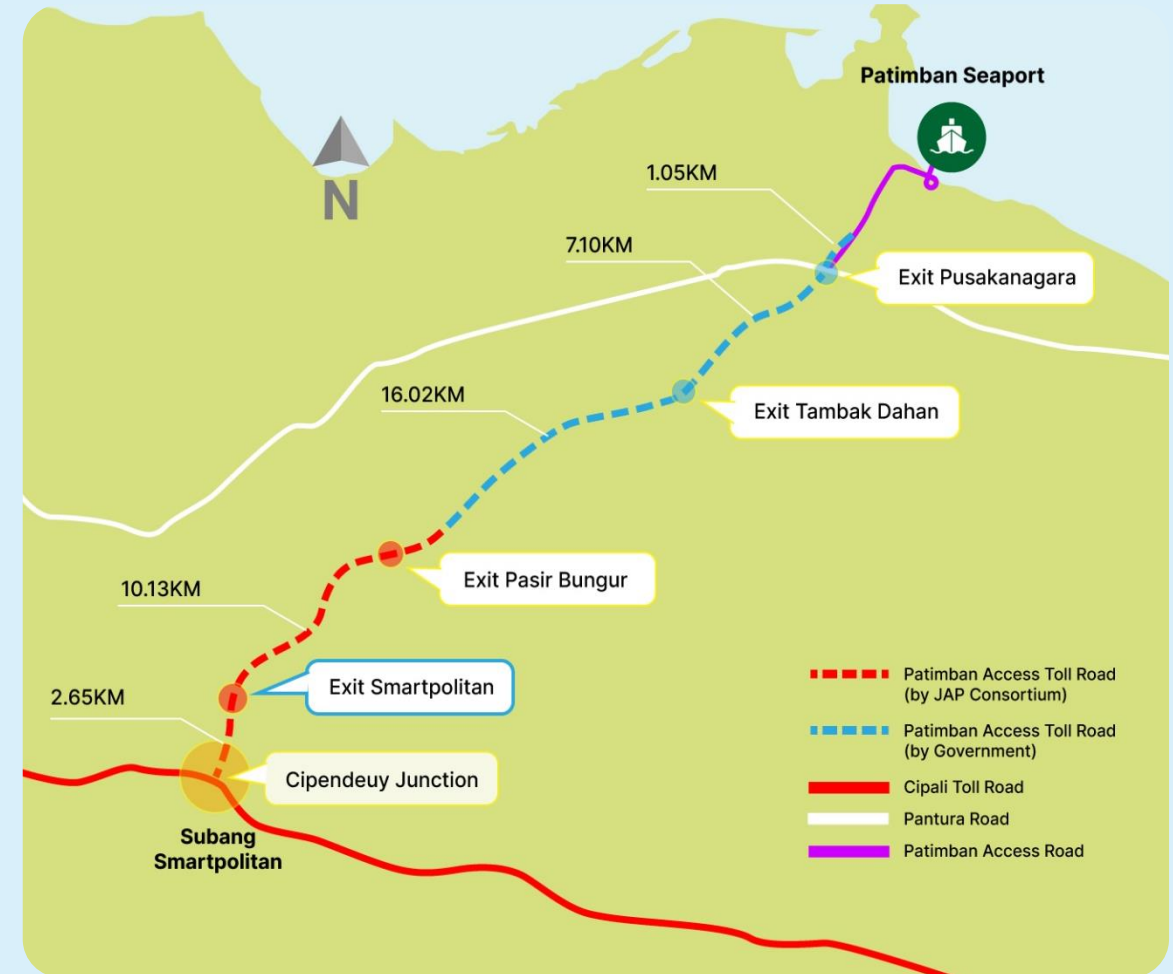 Patimban Seaport
N
1.05KM
7.10KM
Exit Pusakanagara
16.02KM
Exit Tambak Dahan
Exit Pasir Bungur
10.13KM
Exit Smartpolitan
2.65KM
Cipendeuy Junction
Subang
Smartpolitan
Patimban Access Toll Road
(by JAP Consortium)
Patimban Access Toll Road
(by Government)
Cipali Toll Road
Pantura Road
Patimban Access Road